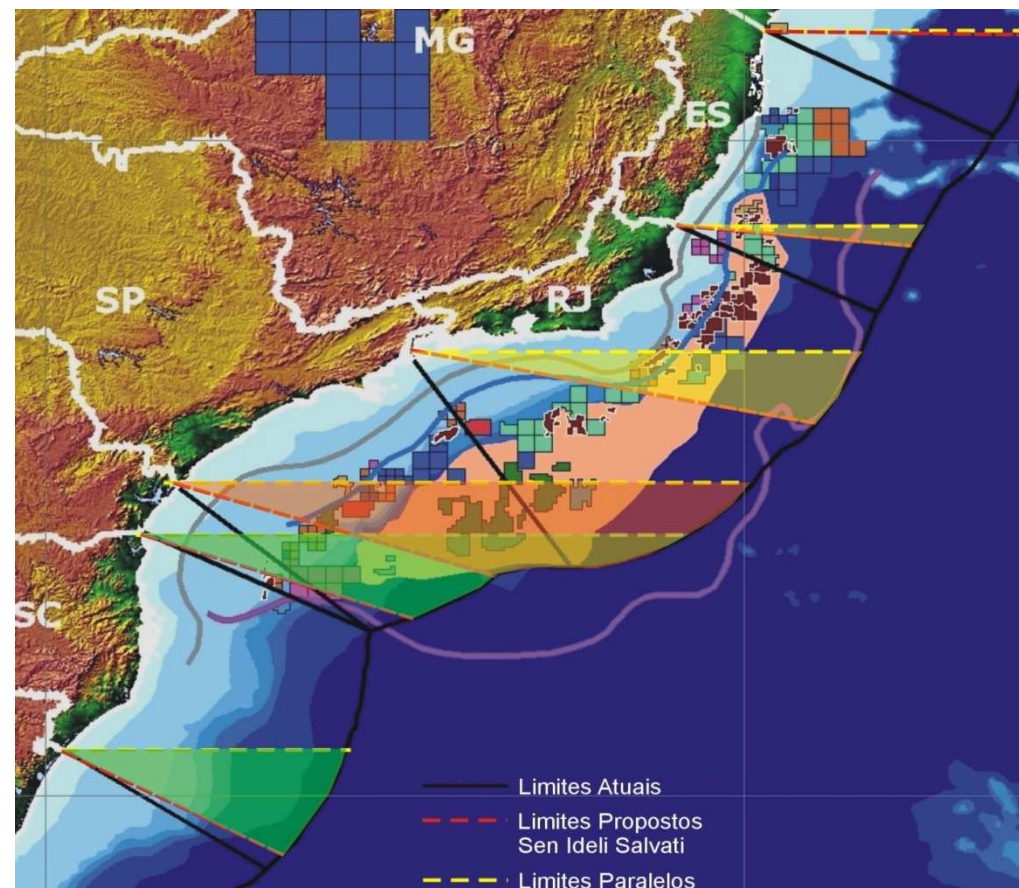 MG
ES
SP
RJ
SC
Limites Atuais
Limites Propostos
Sen Ideli Salvati
Limites Paralelos